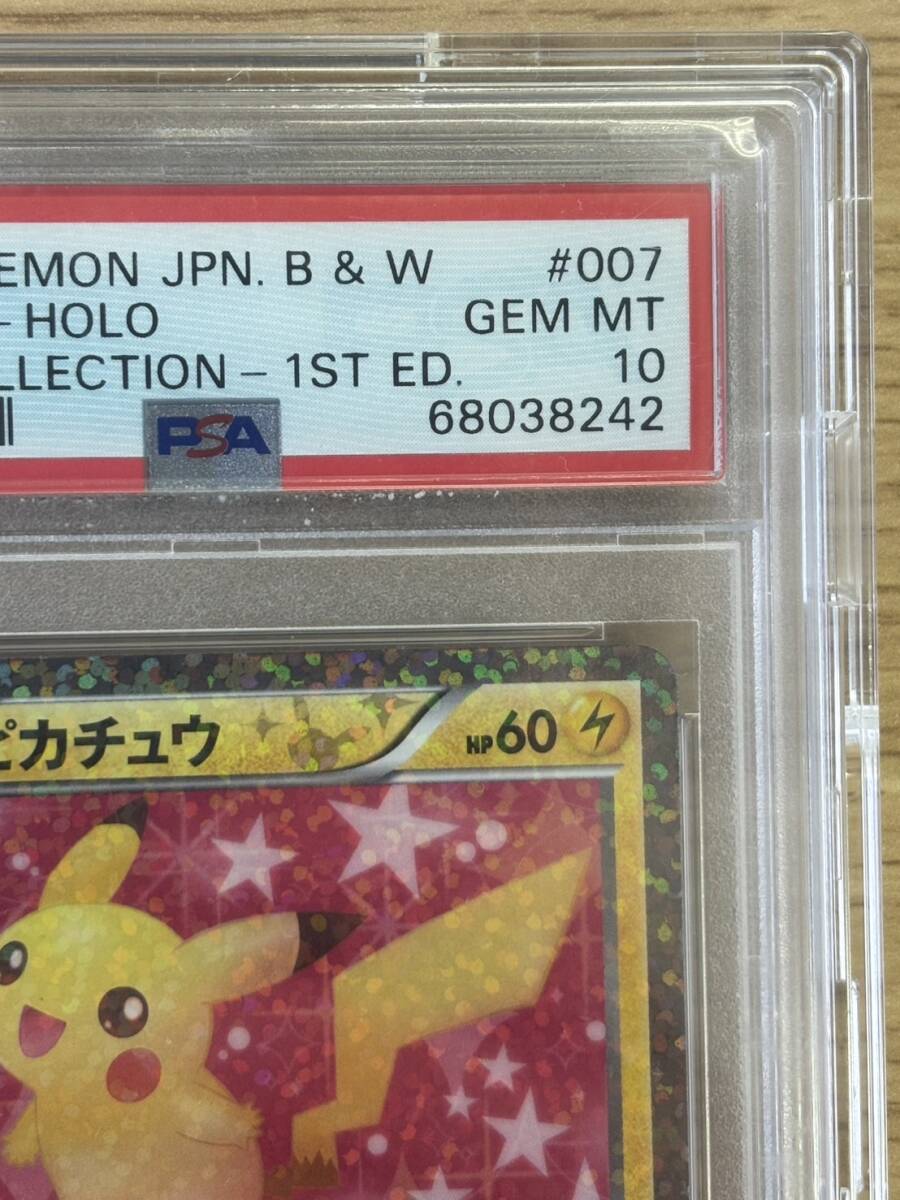 EMON JPN. B & W #007
-HOLO GEM MT
LLECTION - 1ST ED. 10
PSA 68038242
ピカチュウ HP60